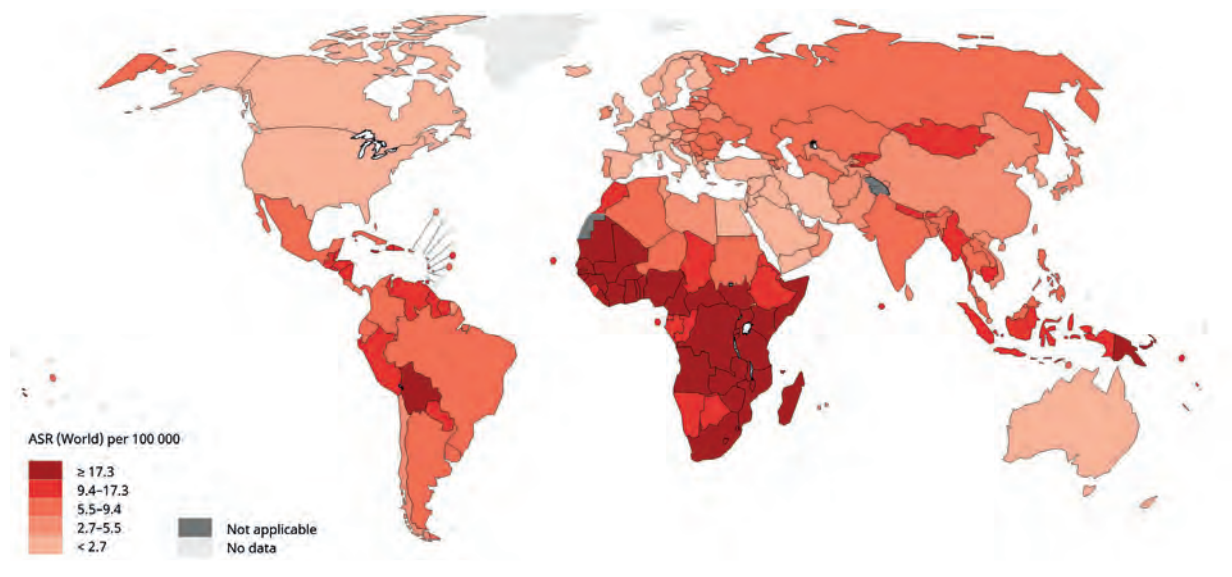 ASR (World) per 100 000
≥ 17.3
9.4–17.3
5.5–9.4
2.7–5.5
< 2.7
Not applicable
No data